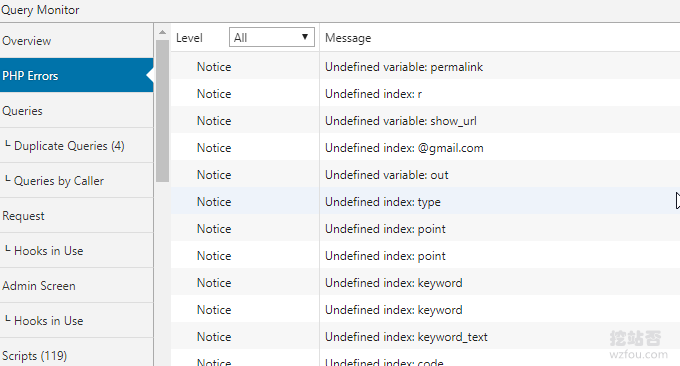 Query Monitor
Overview
PHP Errors
Queries
└ Duplicate Queries (4)
└ Queries by Caller
Request
└ Hooks in Use
Admin Screen
└ Hooks in Use
Scripts (119)
Level All Message
Notice Undefined variable: permalink
Notice Undefined index: r
Notice Undefined variable: show_url
Notice Undefined index: @gmail.com
Notice Undefined variable: out
Notice Undefined index: type
Notice Undefined index: point
Notice Undefined index: point
Notice Undefined index: keyword
Notice Undefined index: keyword
Notice Undefined index: keyword_text
Notice Undefined index: code
挖站否
wzfou.com